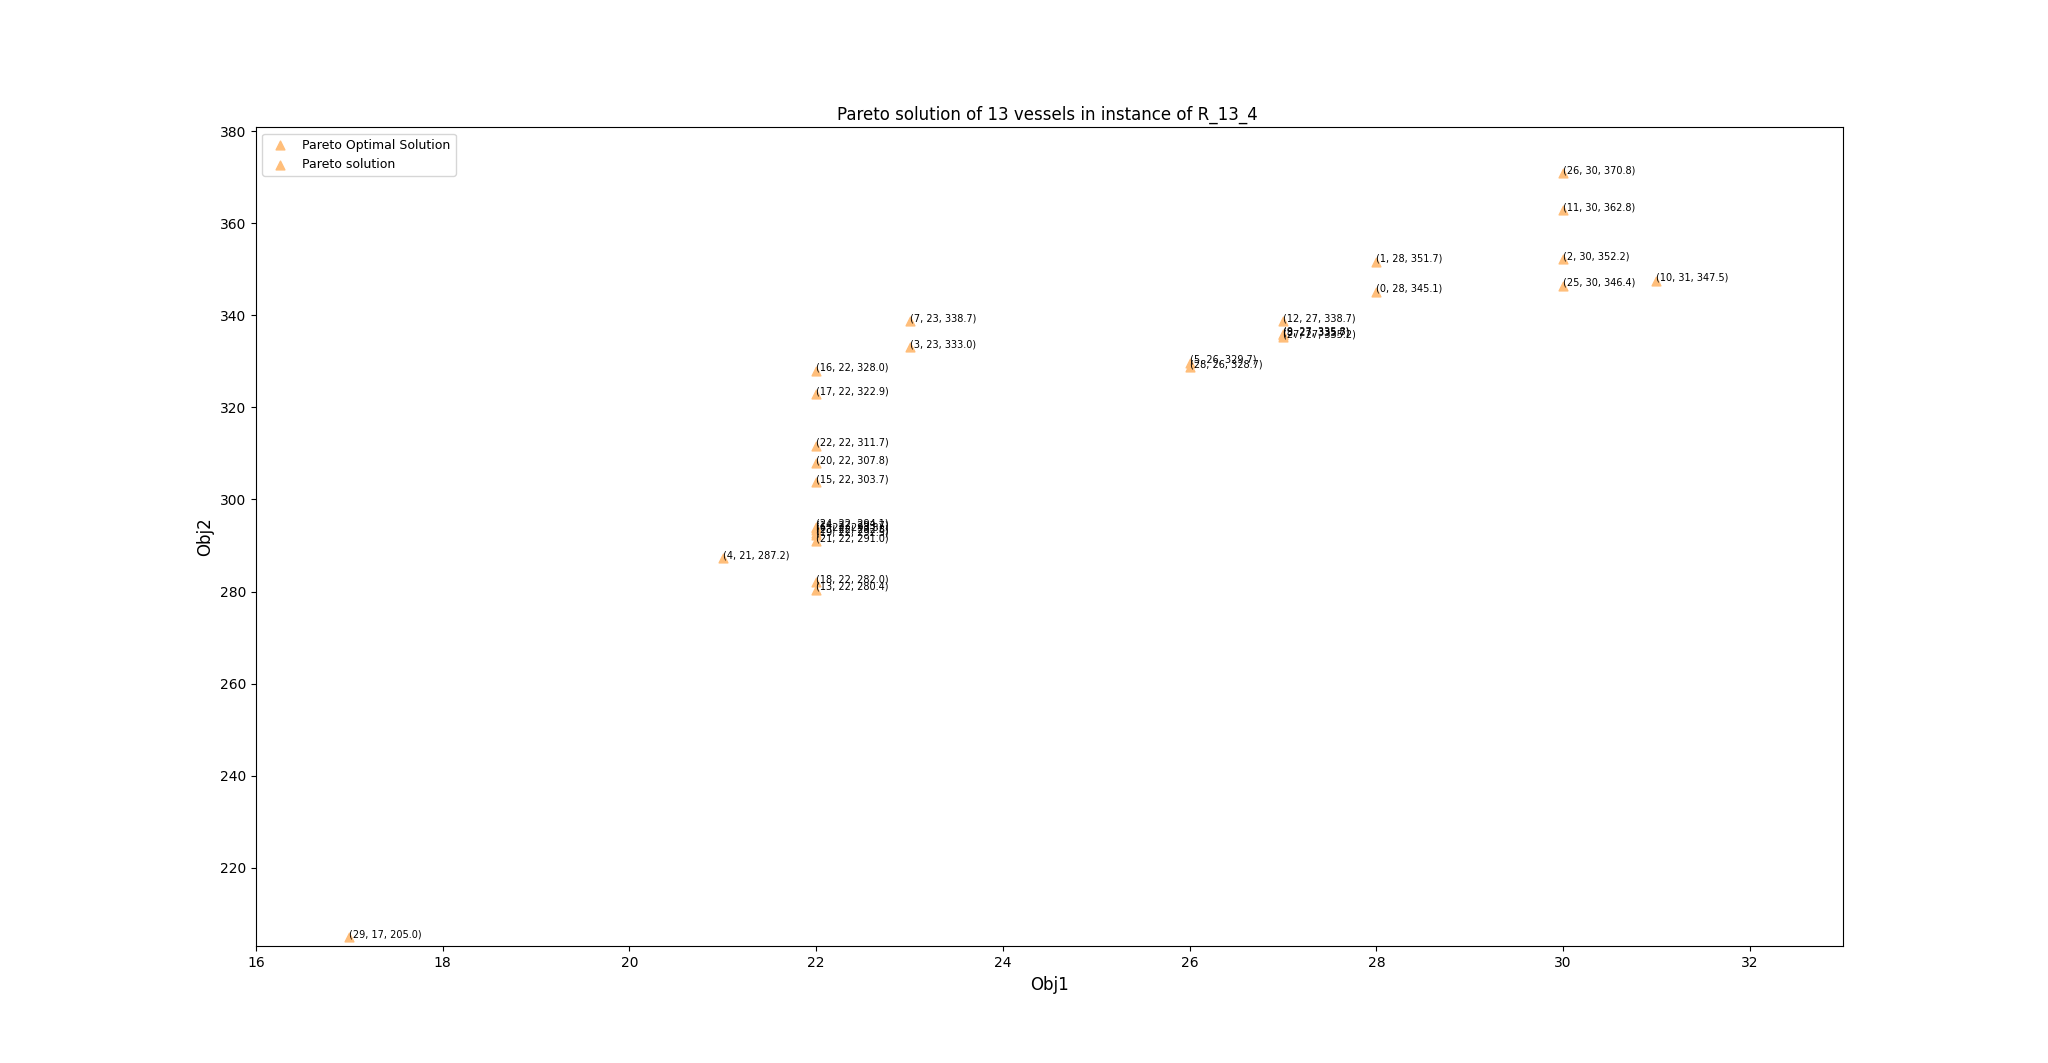 Pareto solution of 13 vessels in instance of R_13_4
380
Pareto Optimal Solution
Pareto solution
(26, 30, 370.8)
360
(11, 30, 362.8)
(1, 28, 351.7)
(2, 30, 352.2)
(10, 31, 347.5)
(25, 30, 346.4)
(0, 28, 345.1)
340
(7, 23, 338.7)
(12, 27, 338.7)
(3, 23, 333.0)
(5, 26, 329.7)
(28, 26, 328.7)
(16, 22, 328.0)
(17, 22, 322.9)
320
(22, 22, 311.7)
(20, 22, 307.8)
(15, 22, 303.7)
300
(21, 22, 291.0)
(4, 21, 287.2)
(18, 22, 282.0)
(13, 22, 280.4)
280
260
240
220
(29, 17, 205.0)
Obj2
16 18 20 22 24 26 28 30 32
Obj1